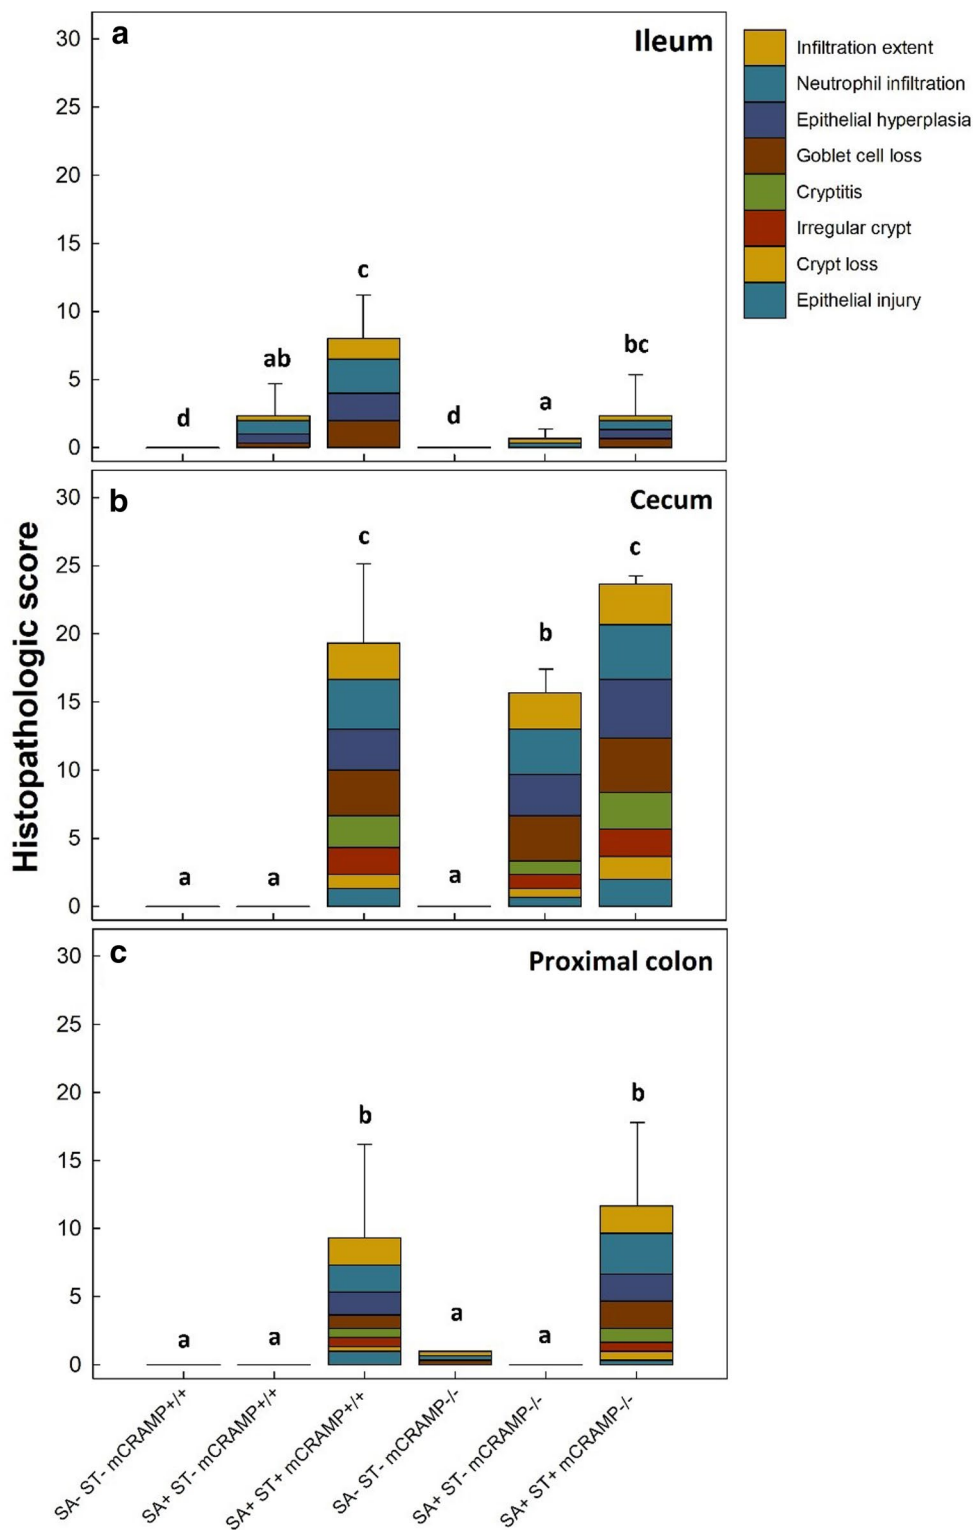 a
Ileum
30
25
20
15
10
5
0
d
ab
c
d
a
bc
Infiltration extent
Neutrophil infiltration
Epithelial hyperplasia
Goblet cell loss
Cryptitis
Irregular crypt
Crypt loss
Epithelial injury
Histopathologic score
b
Cecum
30
25
20
15
10
5
0
a
a
c
a
b
c
c
Proximal colon
30
25
20
15
10
5
0
a
a
b
a
a
b
SA- ST- mCRAMP+/+
SA+ ST- mCRAMP+/+
SA+ ST+ mCRAMP+/+
SA- ST- mCRAMP-/-
SA+ ST- mCRAMP-/-
SA+ ST+ mCRAMP-/-